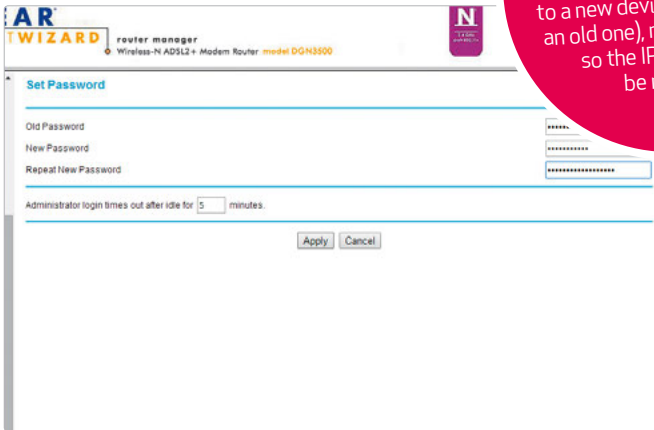 AR
TWIZARD
router manager
Wireless-N ADSL2+ Modem Router model DGN3500
N
to a new
an old one),
so the
be
Set Password
Old Password
New Password
Repeat New Password
Administrator login times out after idle for 5 minutes.
Apply Cancel